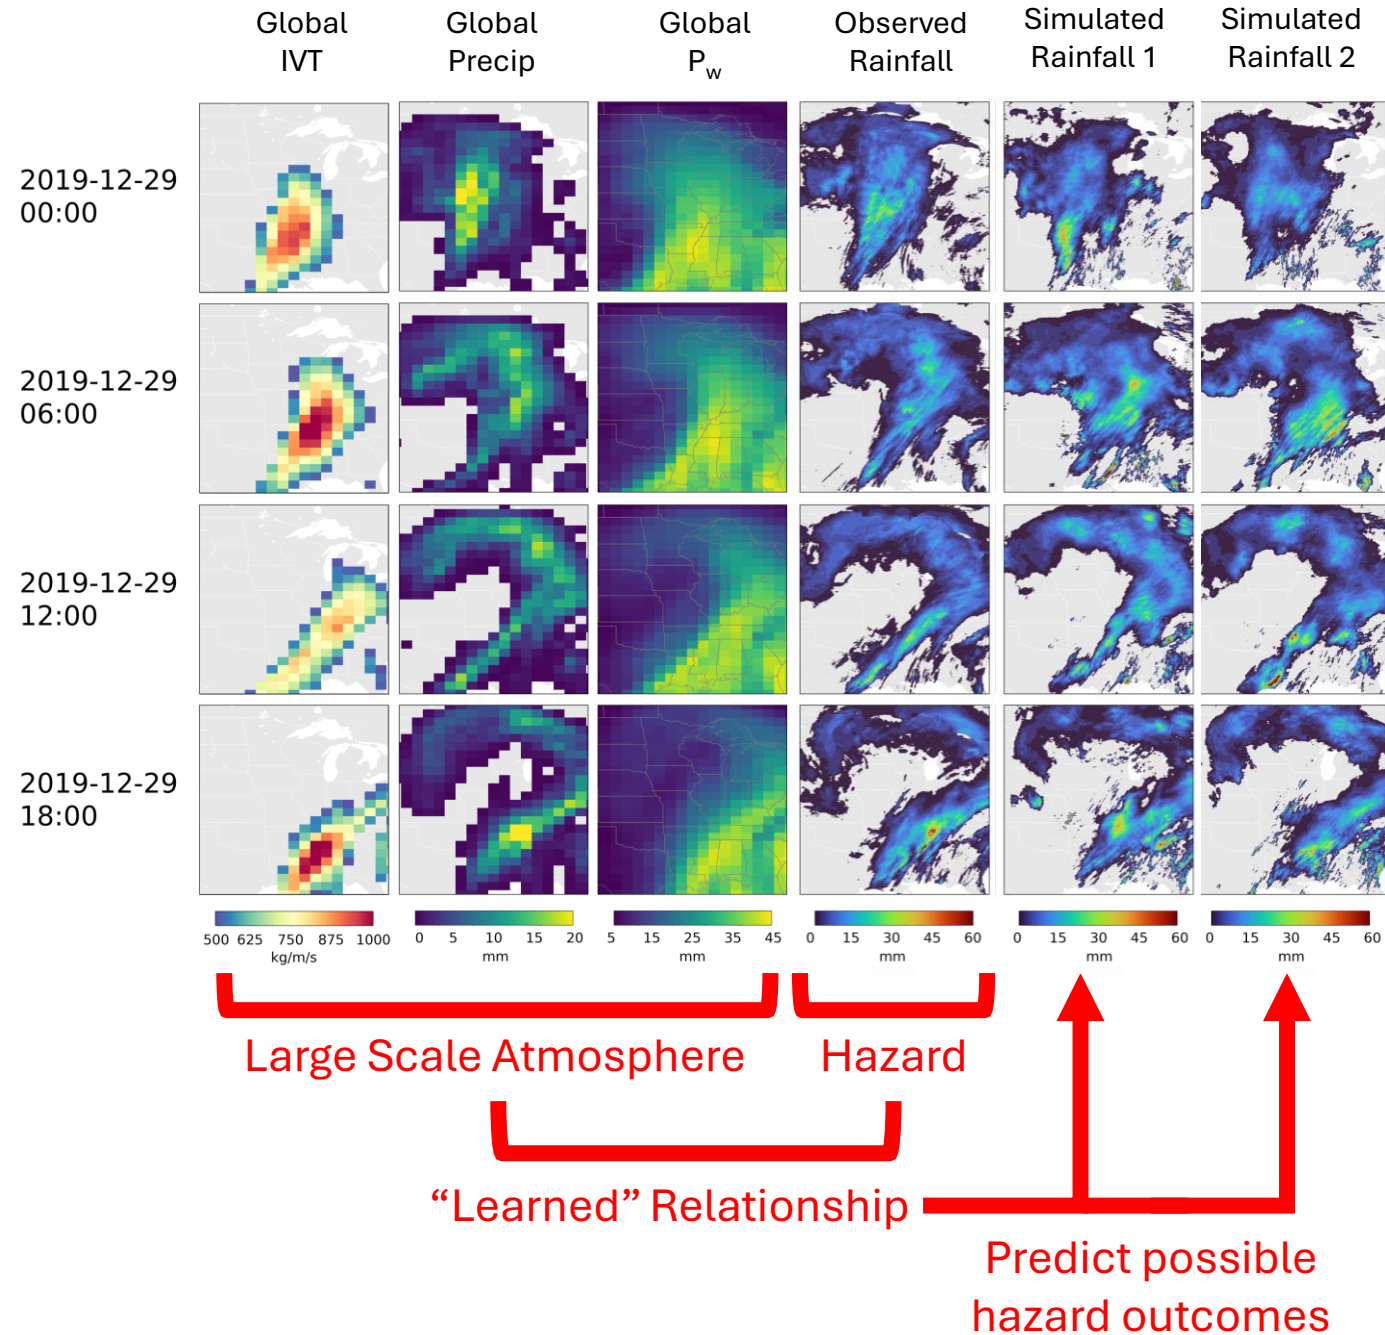 Global
IVT
Global
Precip
Global
Pw
Observed
Rainfall
Simulated
Rainfall 1
Simulated
Rainfall 2
2019-12-29
00:00
2019-12-29
06:00
2019-12-29
12:00
2019-12-29
18:00
500 625 750 875 1000
kg/m/s
0 5 10 15 20
mm
5 15 25 35 45
mm
0 15 30 45 60
mm
0 15 30 45 60
mm
0 15 30 45 60
mm
Large Scale Atmosphere
Hazard
“Learned” Relationship
Predict possible
hazard outcomes